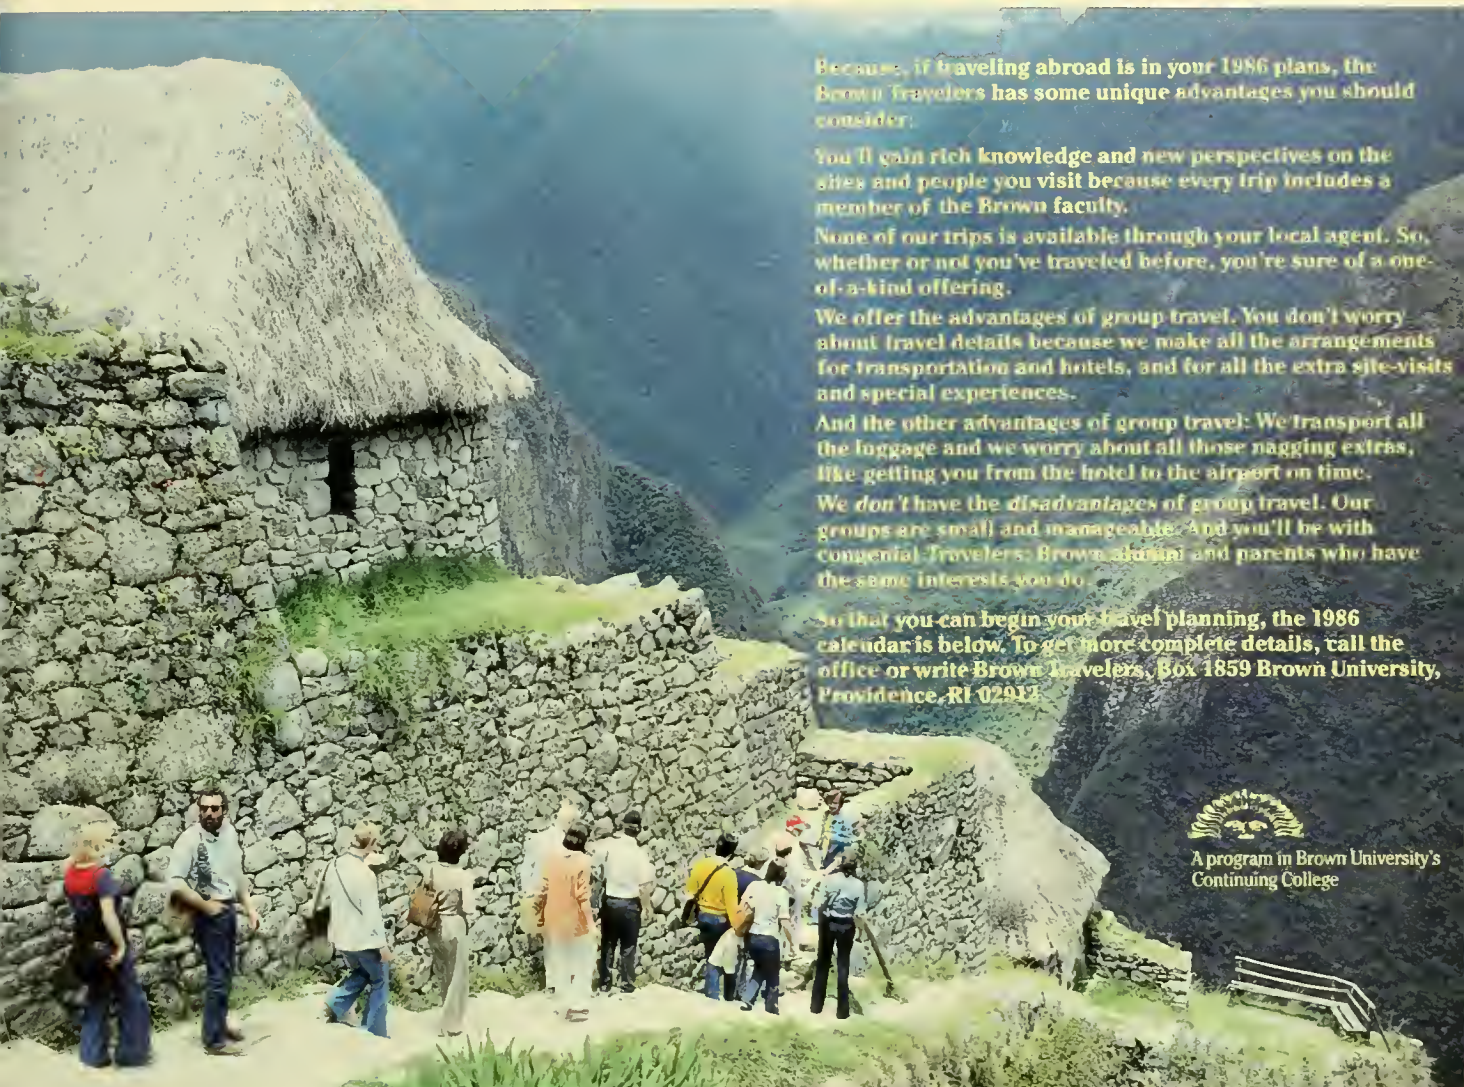 Because, if traveling abroad is in your 1986 plans, the
Brown Travelers has some unique advantages you should
consider:
You'll gain rich knowledge and new perspectives on the
sites and people you visit because every trip includes a
member of the Brown faculty.
None of our trips is available through your local agent. So,
whether or not you've traveled before, you're sure of a one-
of-a-kind offering.
We offer the advantages of group travel. You don't worry
about travel details because we make all the arrangements
for transportation and hotels, and for all the extra site-visits
and special experiences.
And the other advantages of group travel: We transport all
the luggage and we worry about all those nagging extras,
like getting you from the hotel to the airport on time.
We don't have the disadvantages of group travel. Our
groups are small and manageable. And you'll be with
congenial Travelers: Brown alumni and parents who have
the same interests you do.
So that you can begin your travel planning, the 1986
calendar is below. To get more complete details, call the
office or write Brown Travelers, Box 1859 Brown University,
Providence, RI 02912
A program in Brown University's
Continuing College